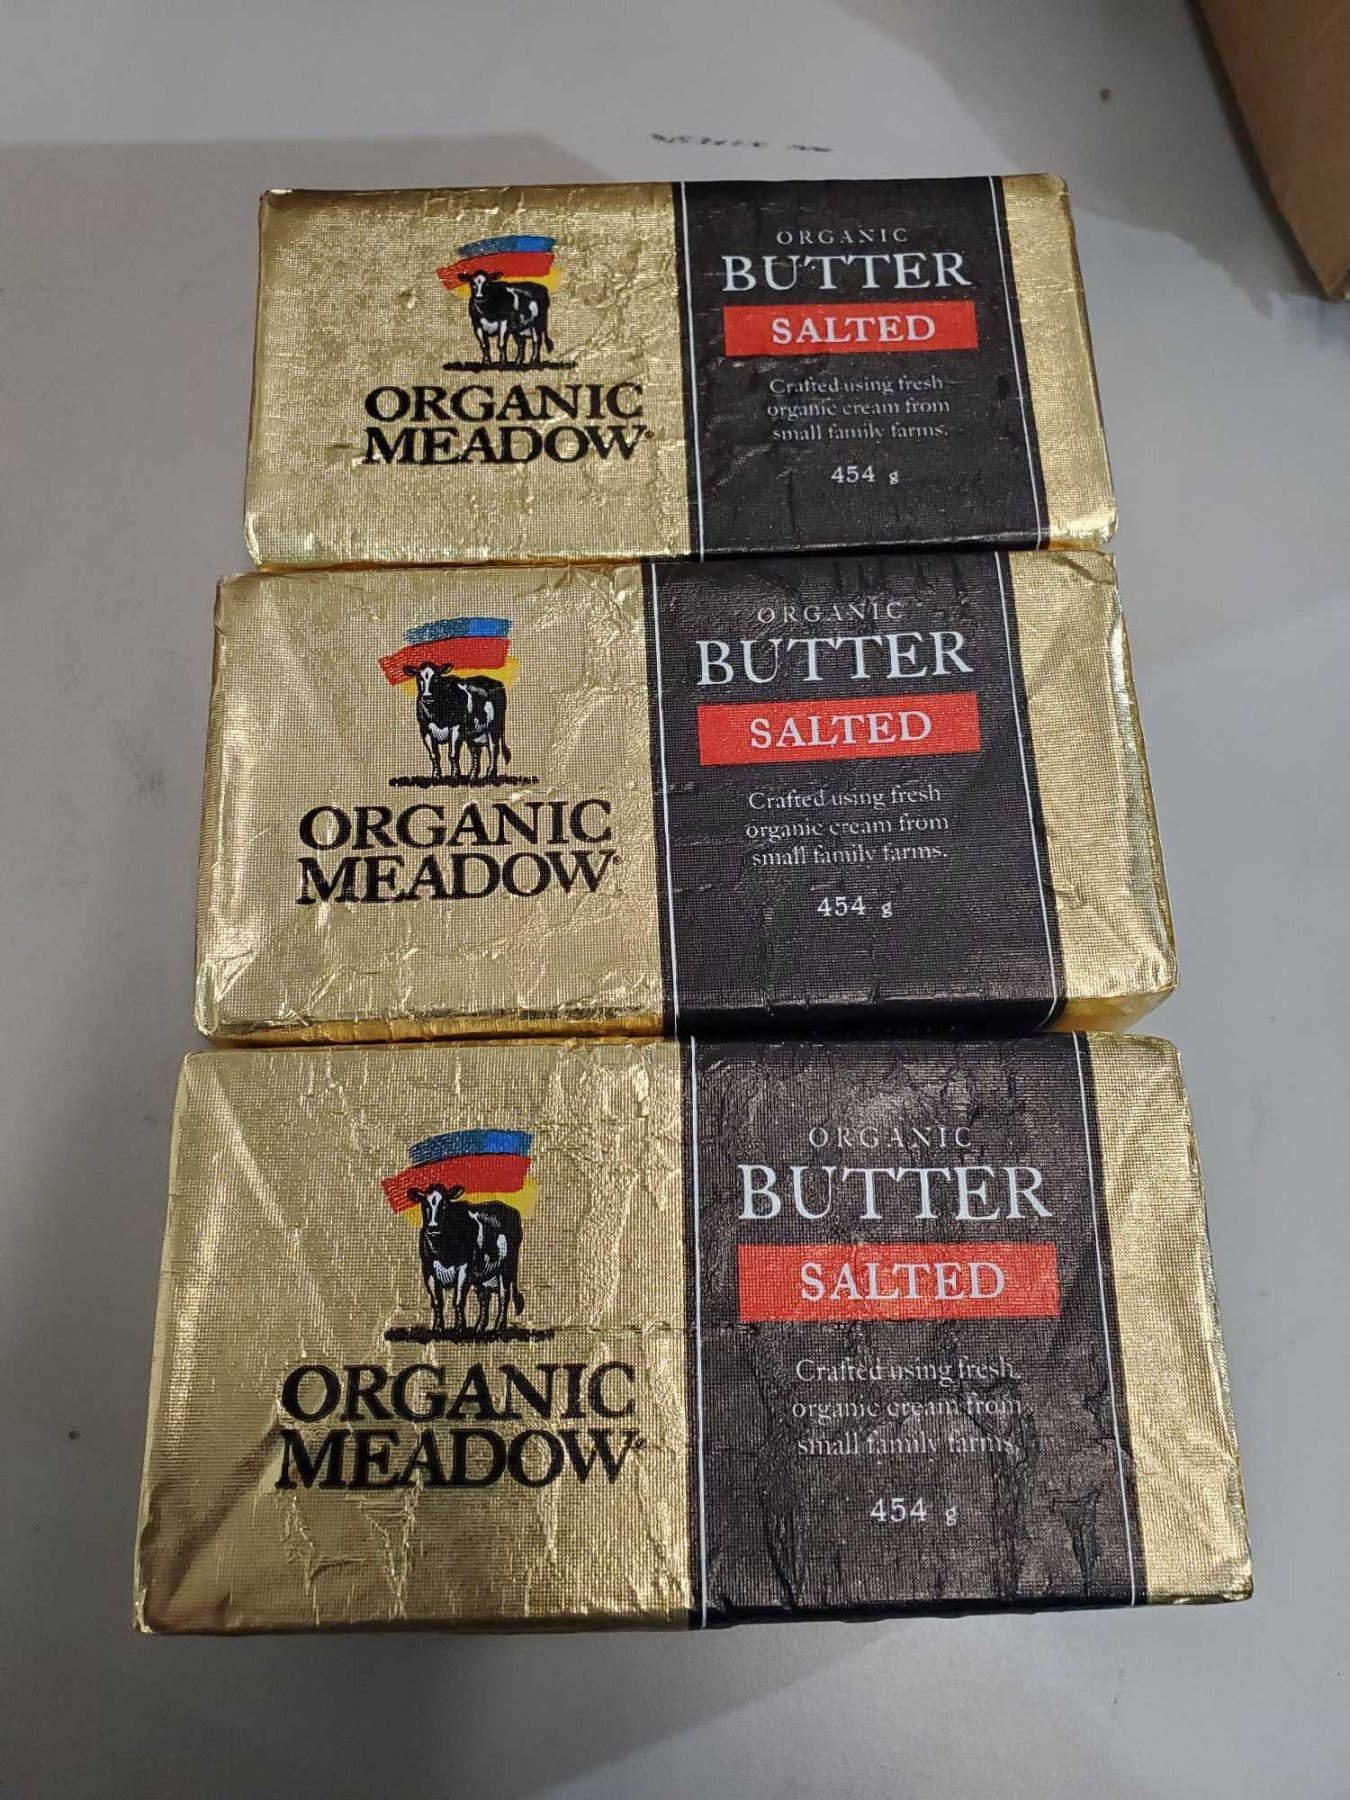 ORGANIC
MEADOW
ORGANIC
BUTTER
SALTED
Crafted using fresh
organic cream from
small family farms.
454 g
ORGANIC
MEADOW
ORGANIC
BUTTER
SALTED
Crafted using fresh
organic cream from
small family farms.
454 g
ORGANIC
MEADOW
ORGANIC
BUTTER
SALTED
Crafted using fresh
organic cream from
small family farms.
454 g